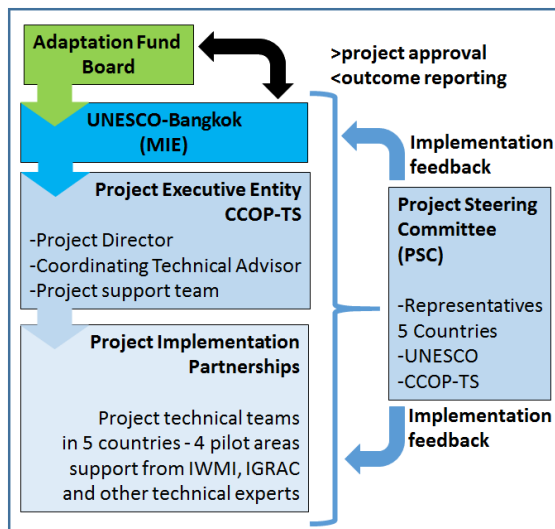 Adaptation Fund
Board
>project approval
<outcome reporting
UNESCO-Bangkok
(MIE)
Implementation
feedback
Project Executive Entity
CCOP-TS
-Project Director
-Coordinating Technical Advisor
-Project support team
Project Steering
Committee
(PSC)
-Representatives
5 Countries
-UNESCO
-CCOP-TS
Project Implementation
Partnerships
Project technical teams
in 5 countries - 4 pilot areas
support from IWMI, IGRAC
and other technical experts
Implementation
feedback